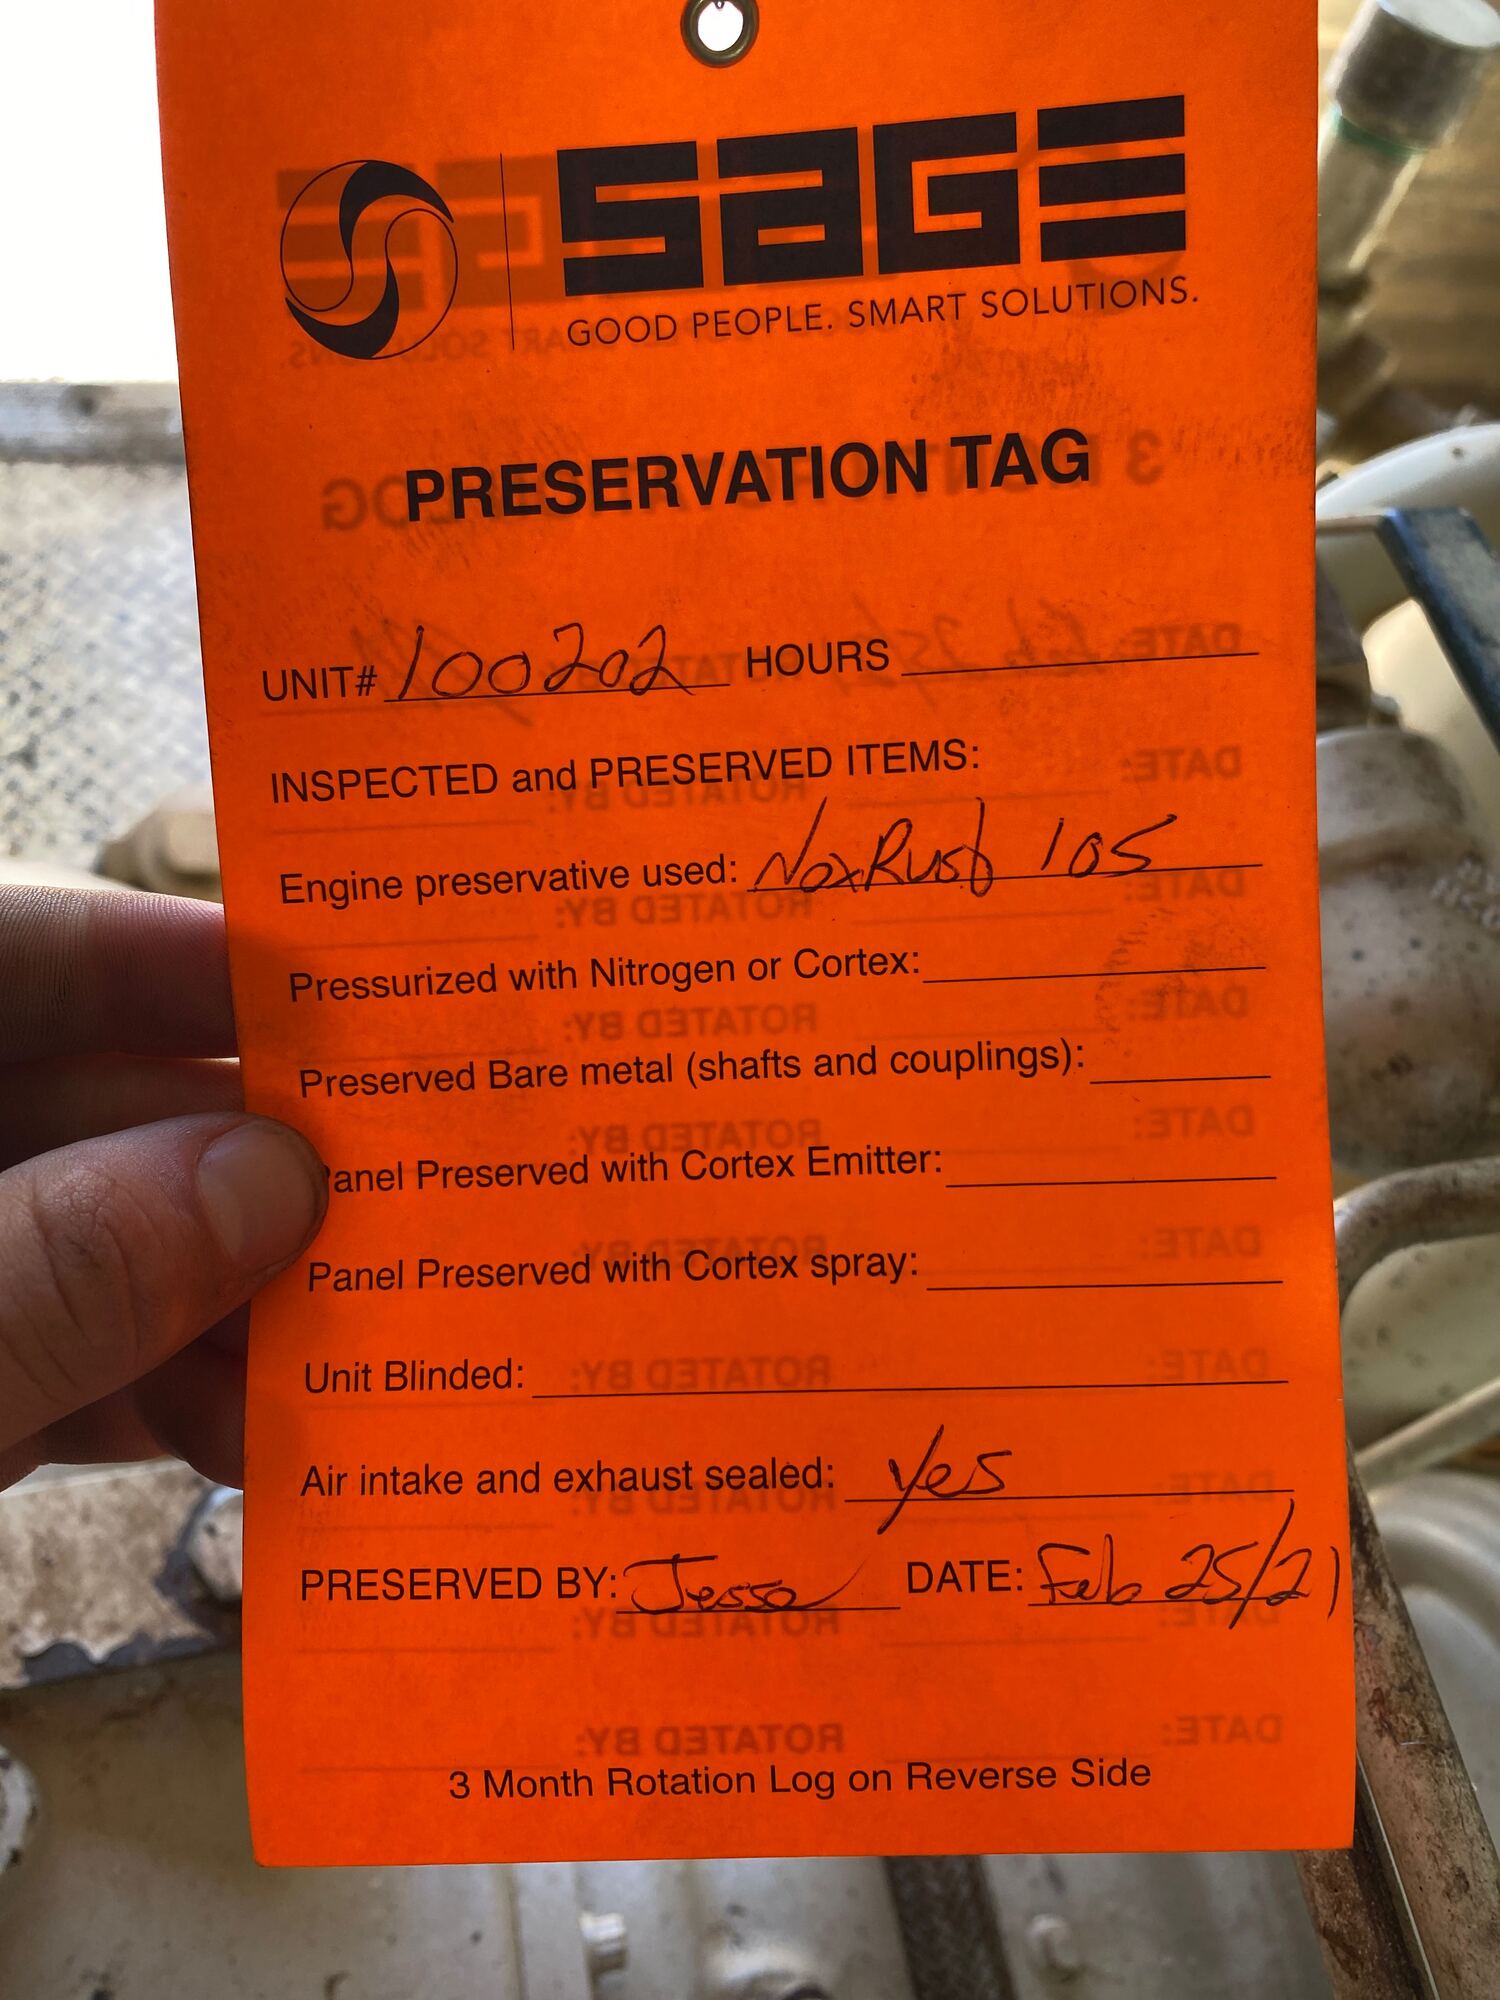 SAGE
GOOD PEOPLE. SMART SOLUTIONS.
PRESERVATION TAG
UNIT# 100202 HOURS
INSPECTED and PRESERVED ITEMS:
Engine preservative used: NoxRust 105
Pressurized with Nitrogen or Cortex:
Preserved Bare metal (shafts and couplings):
Panel Preserved with Cortex Emitter:
Panel Preserved with Cortex spray:
Unit Blinded:
Air intake and exhaust sealed: yes
PRESERVED BY: Jesse DATE: Feb 25/21
3 Month Rotation Log on Reverse Side